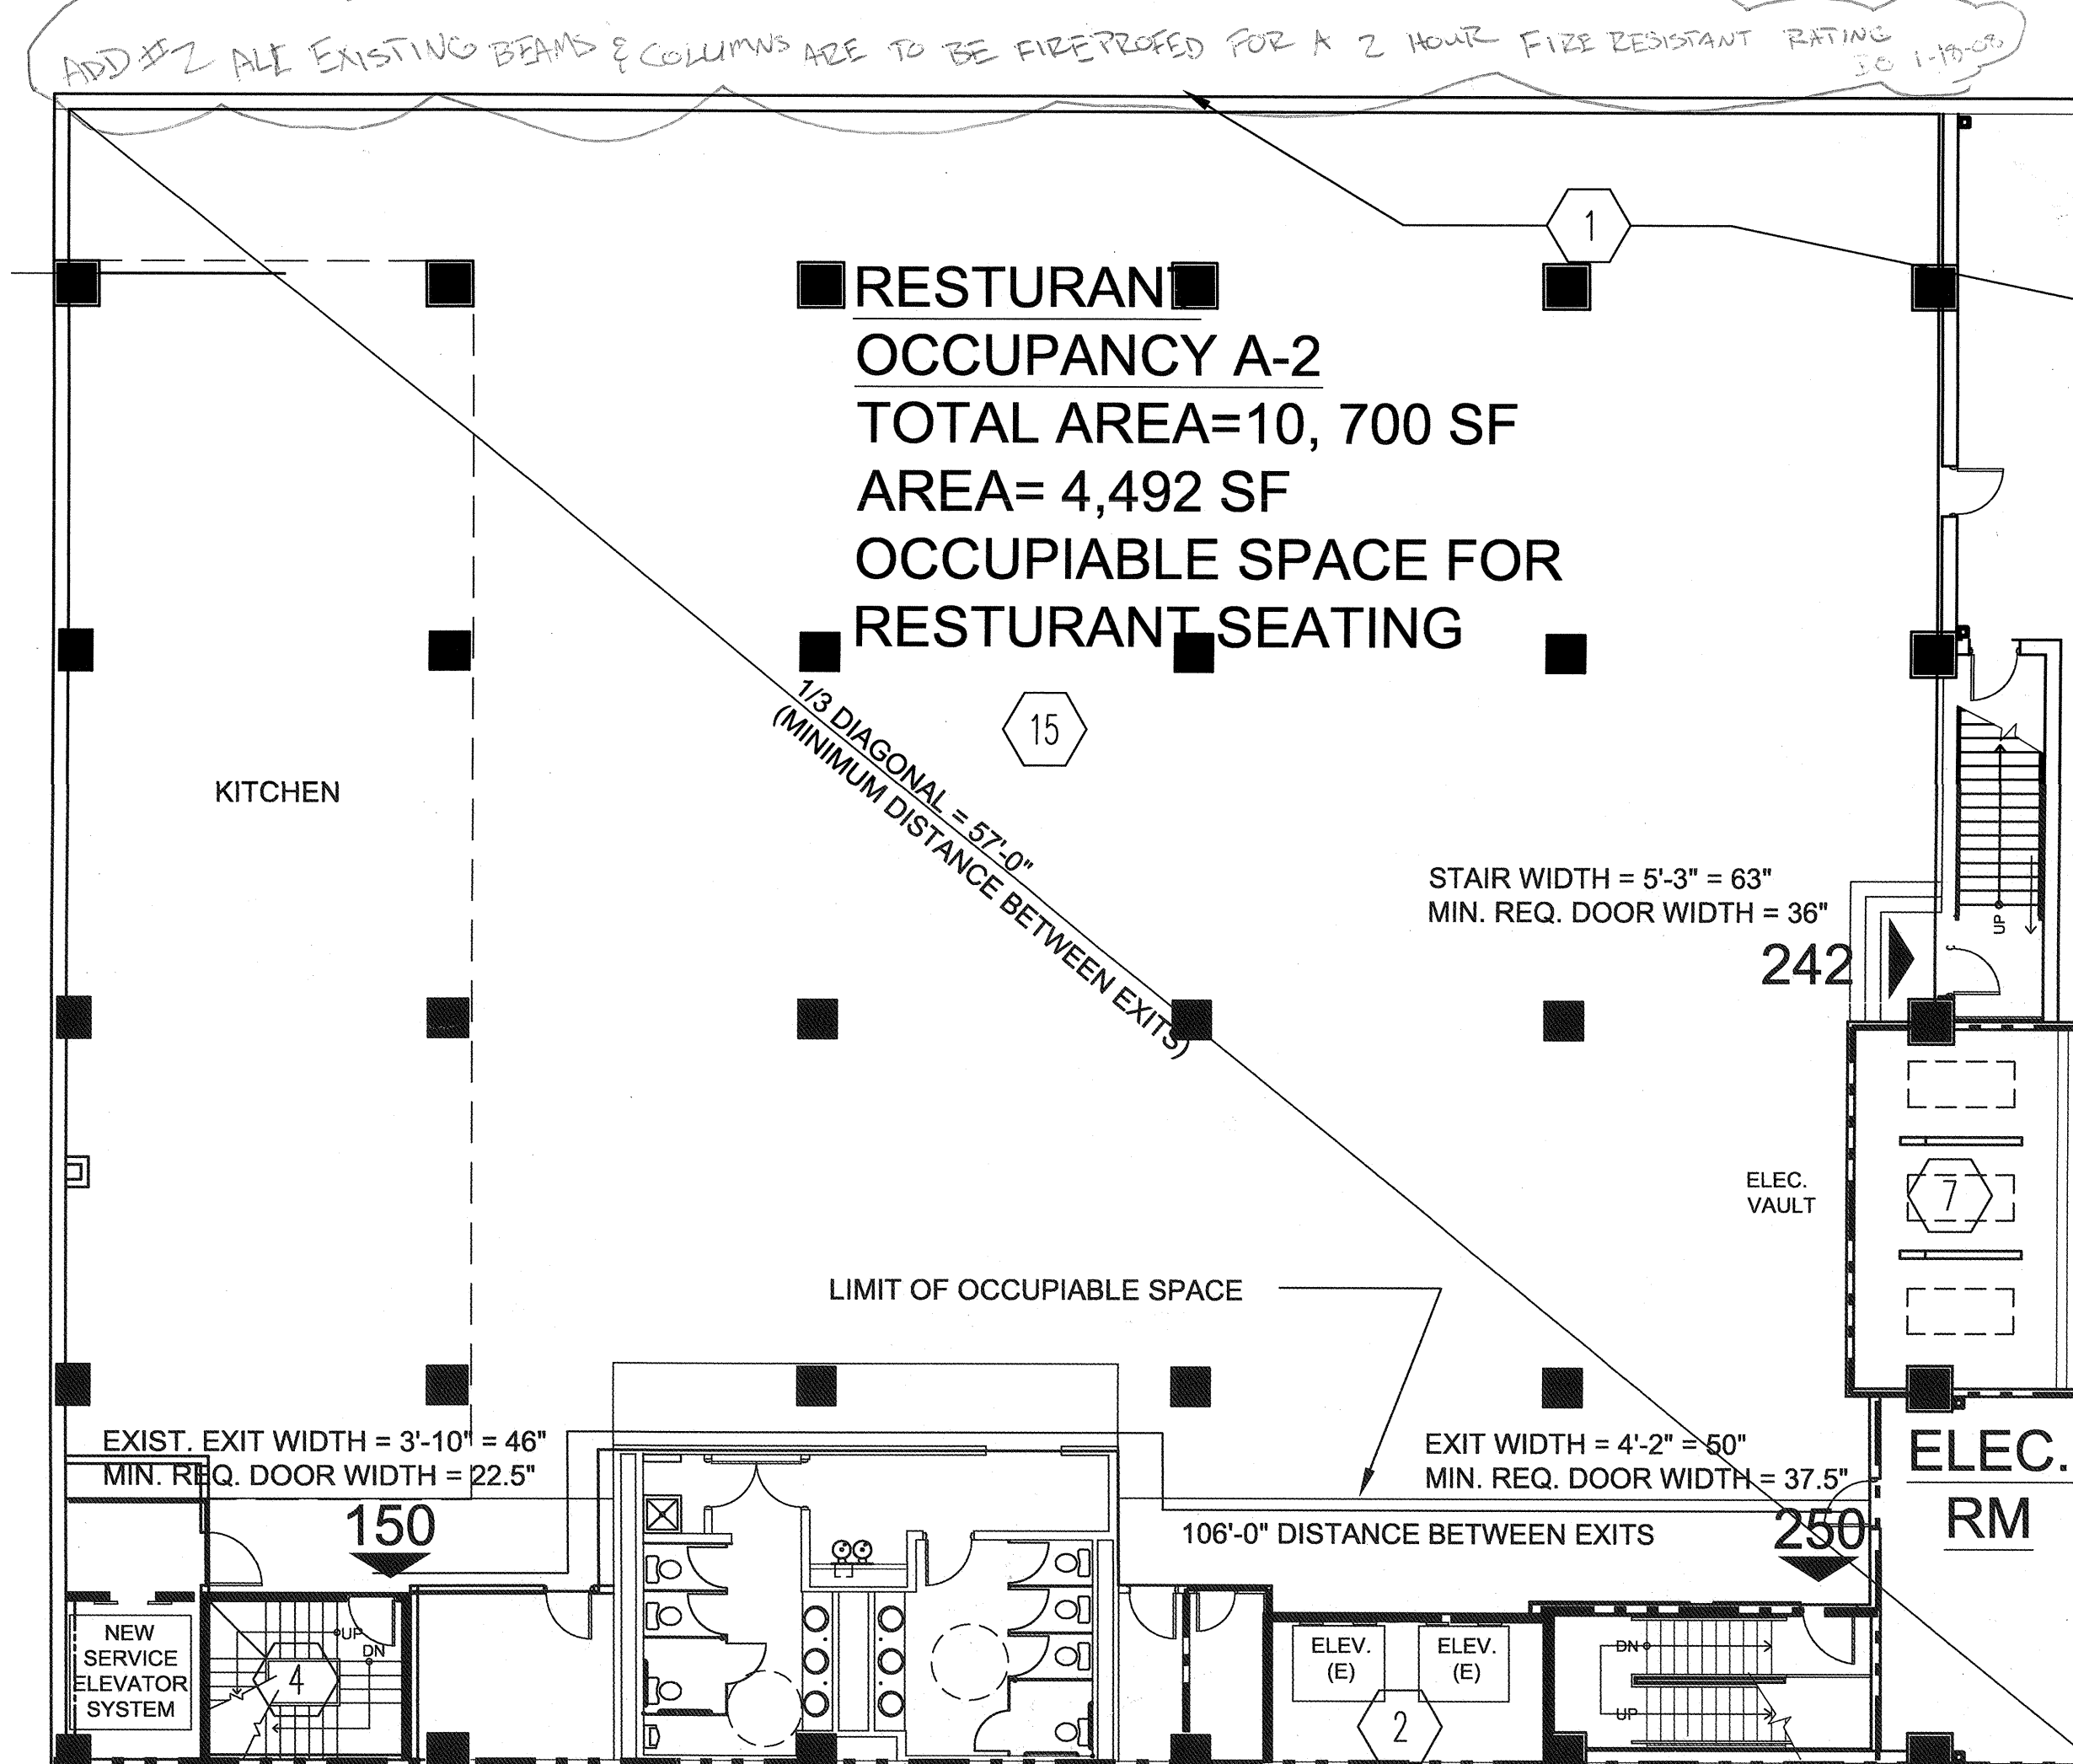 ADD #2 ALL EXISTING BEAMS & COLUMNS ARE TO BE FIREPROFED FOR A 2 HOUR FIRE RESISTANT RATING
1-18-08
1
RESTURANT
OCCUPANCY A-2
TOTAL AREA=10, 700 SF
AREA= 4,492 SF
OCCUPIABLE SPACE FOR
RESTURANT SEATING
15
1/3 DIAGONAL = 57'-0"
(MINIMUM DISTANCE BETWEEN EXITS)
KITCHEN
STAIR WIDTH = 5'-3" = 63"
MIN. REQ. DOOR WIDTH = 36"
242
UP
ELEC.
VAULT
7
LIMIT OF OCCUPIABLE SPACE
EXIST. EXIT WIDTH = 3'-10" = 46"
MIN. REQ. DOOR WIDTH = 22.5"
150
EXIT WIDTH = 4'-2" = 50"
MIN. REQ. DOOR WIDTH = 37.5"
250
106'-0" DISTANCE BETWEEN EXITS
ELEC.
RM
NEW
SERVICE
ELEVATOR
SYSTEM
UP
DN
4
ELEV.
(E)
ELEV.
(E)
2
DN
UP